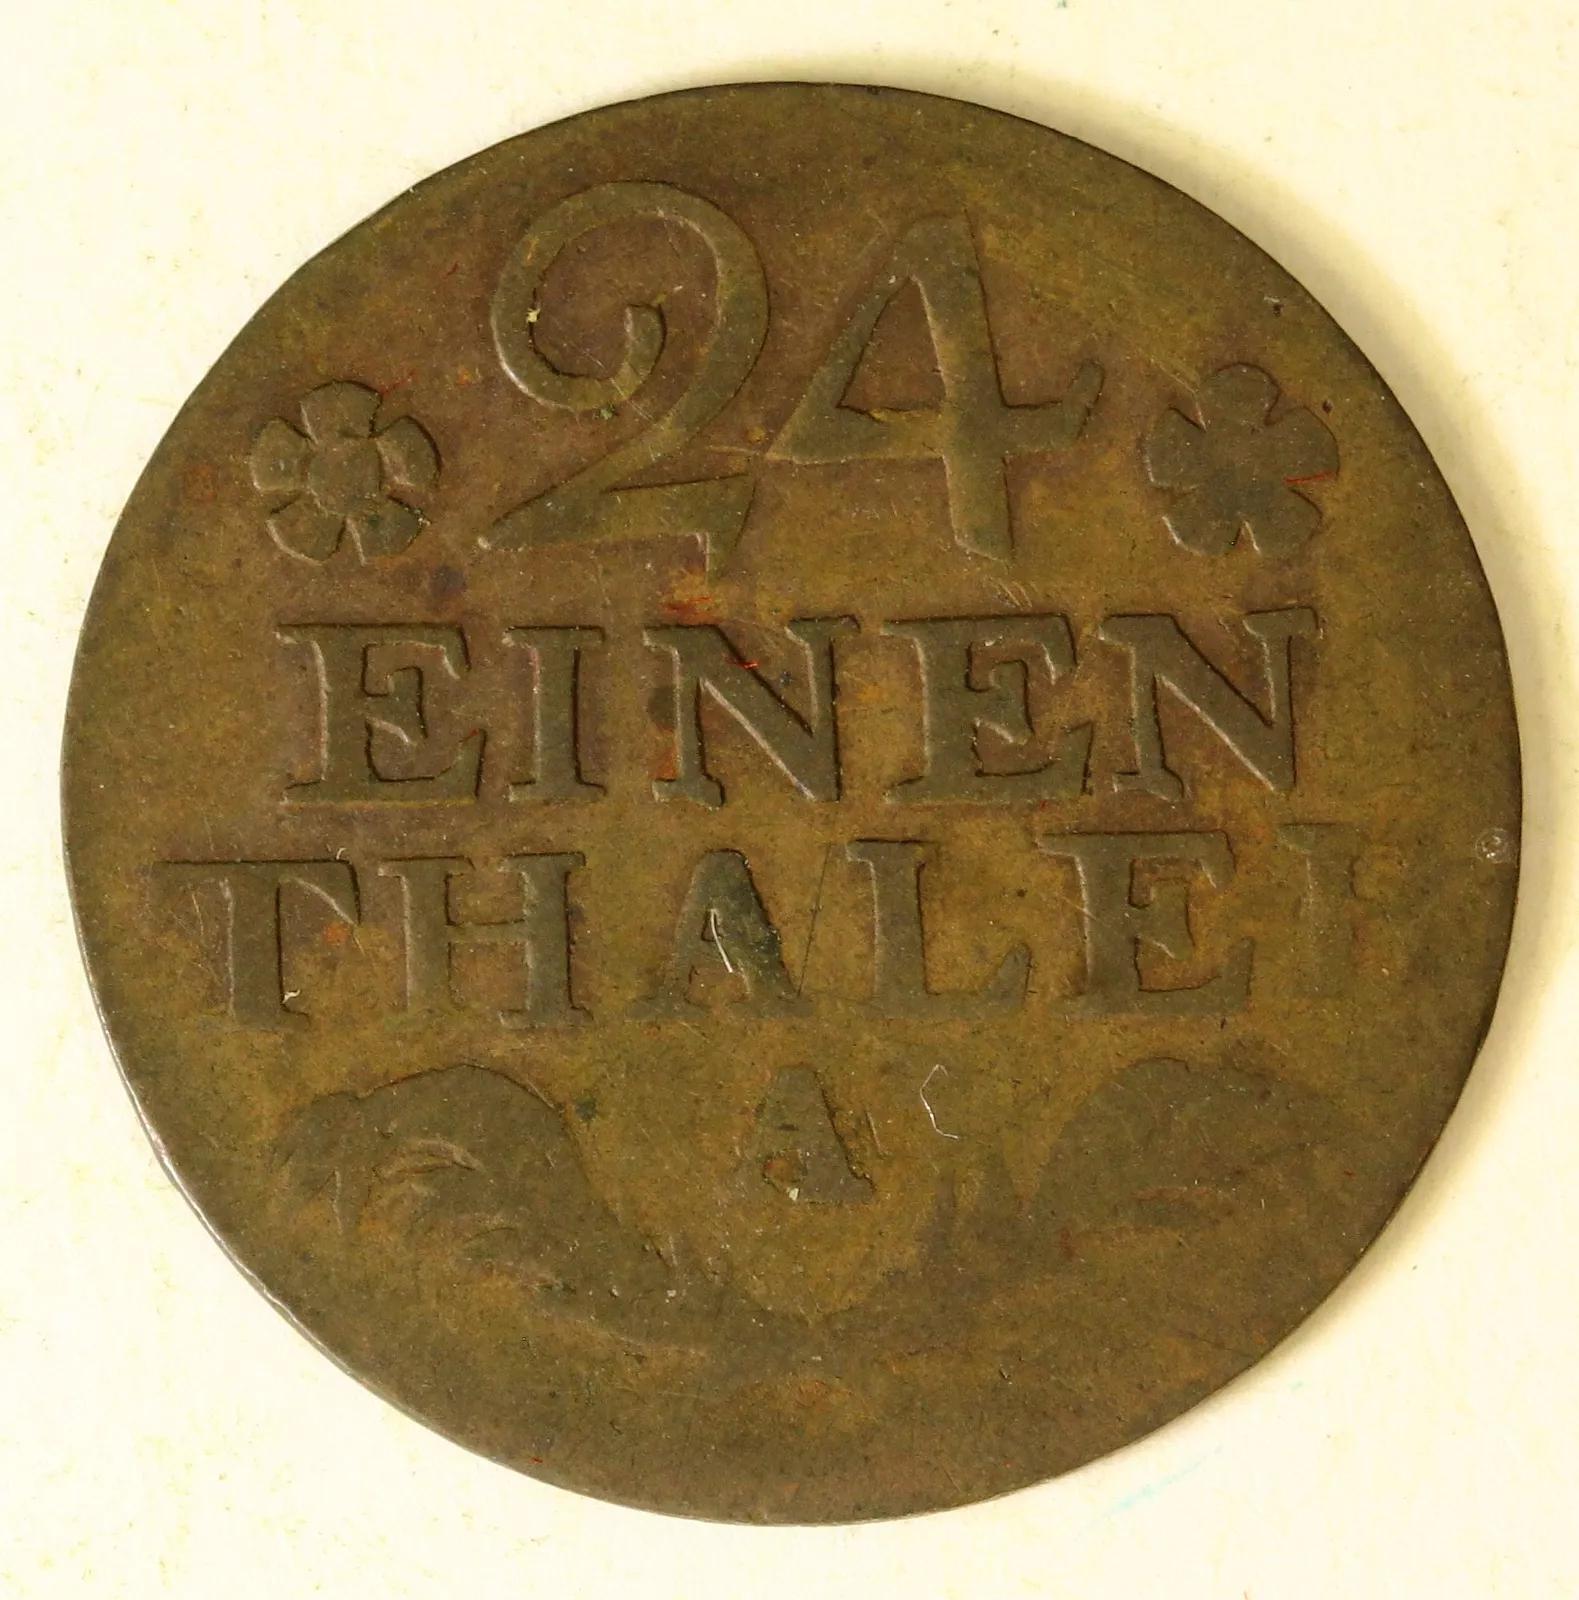 24
EINEN
THALER
A